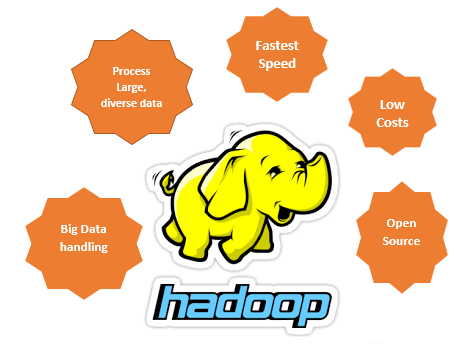 Fastest
Speed
Process
Large,
diverse data
Low
Costs
Big Data
handling
Open
Source
hadoop